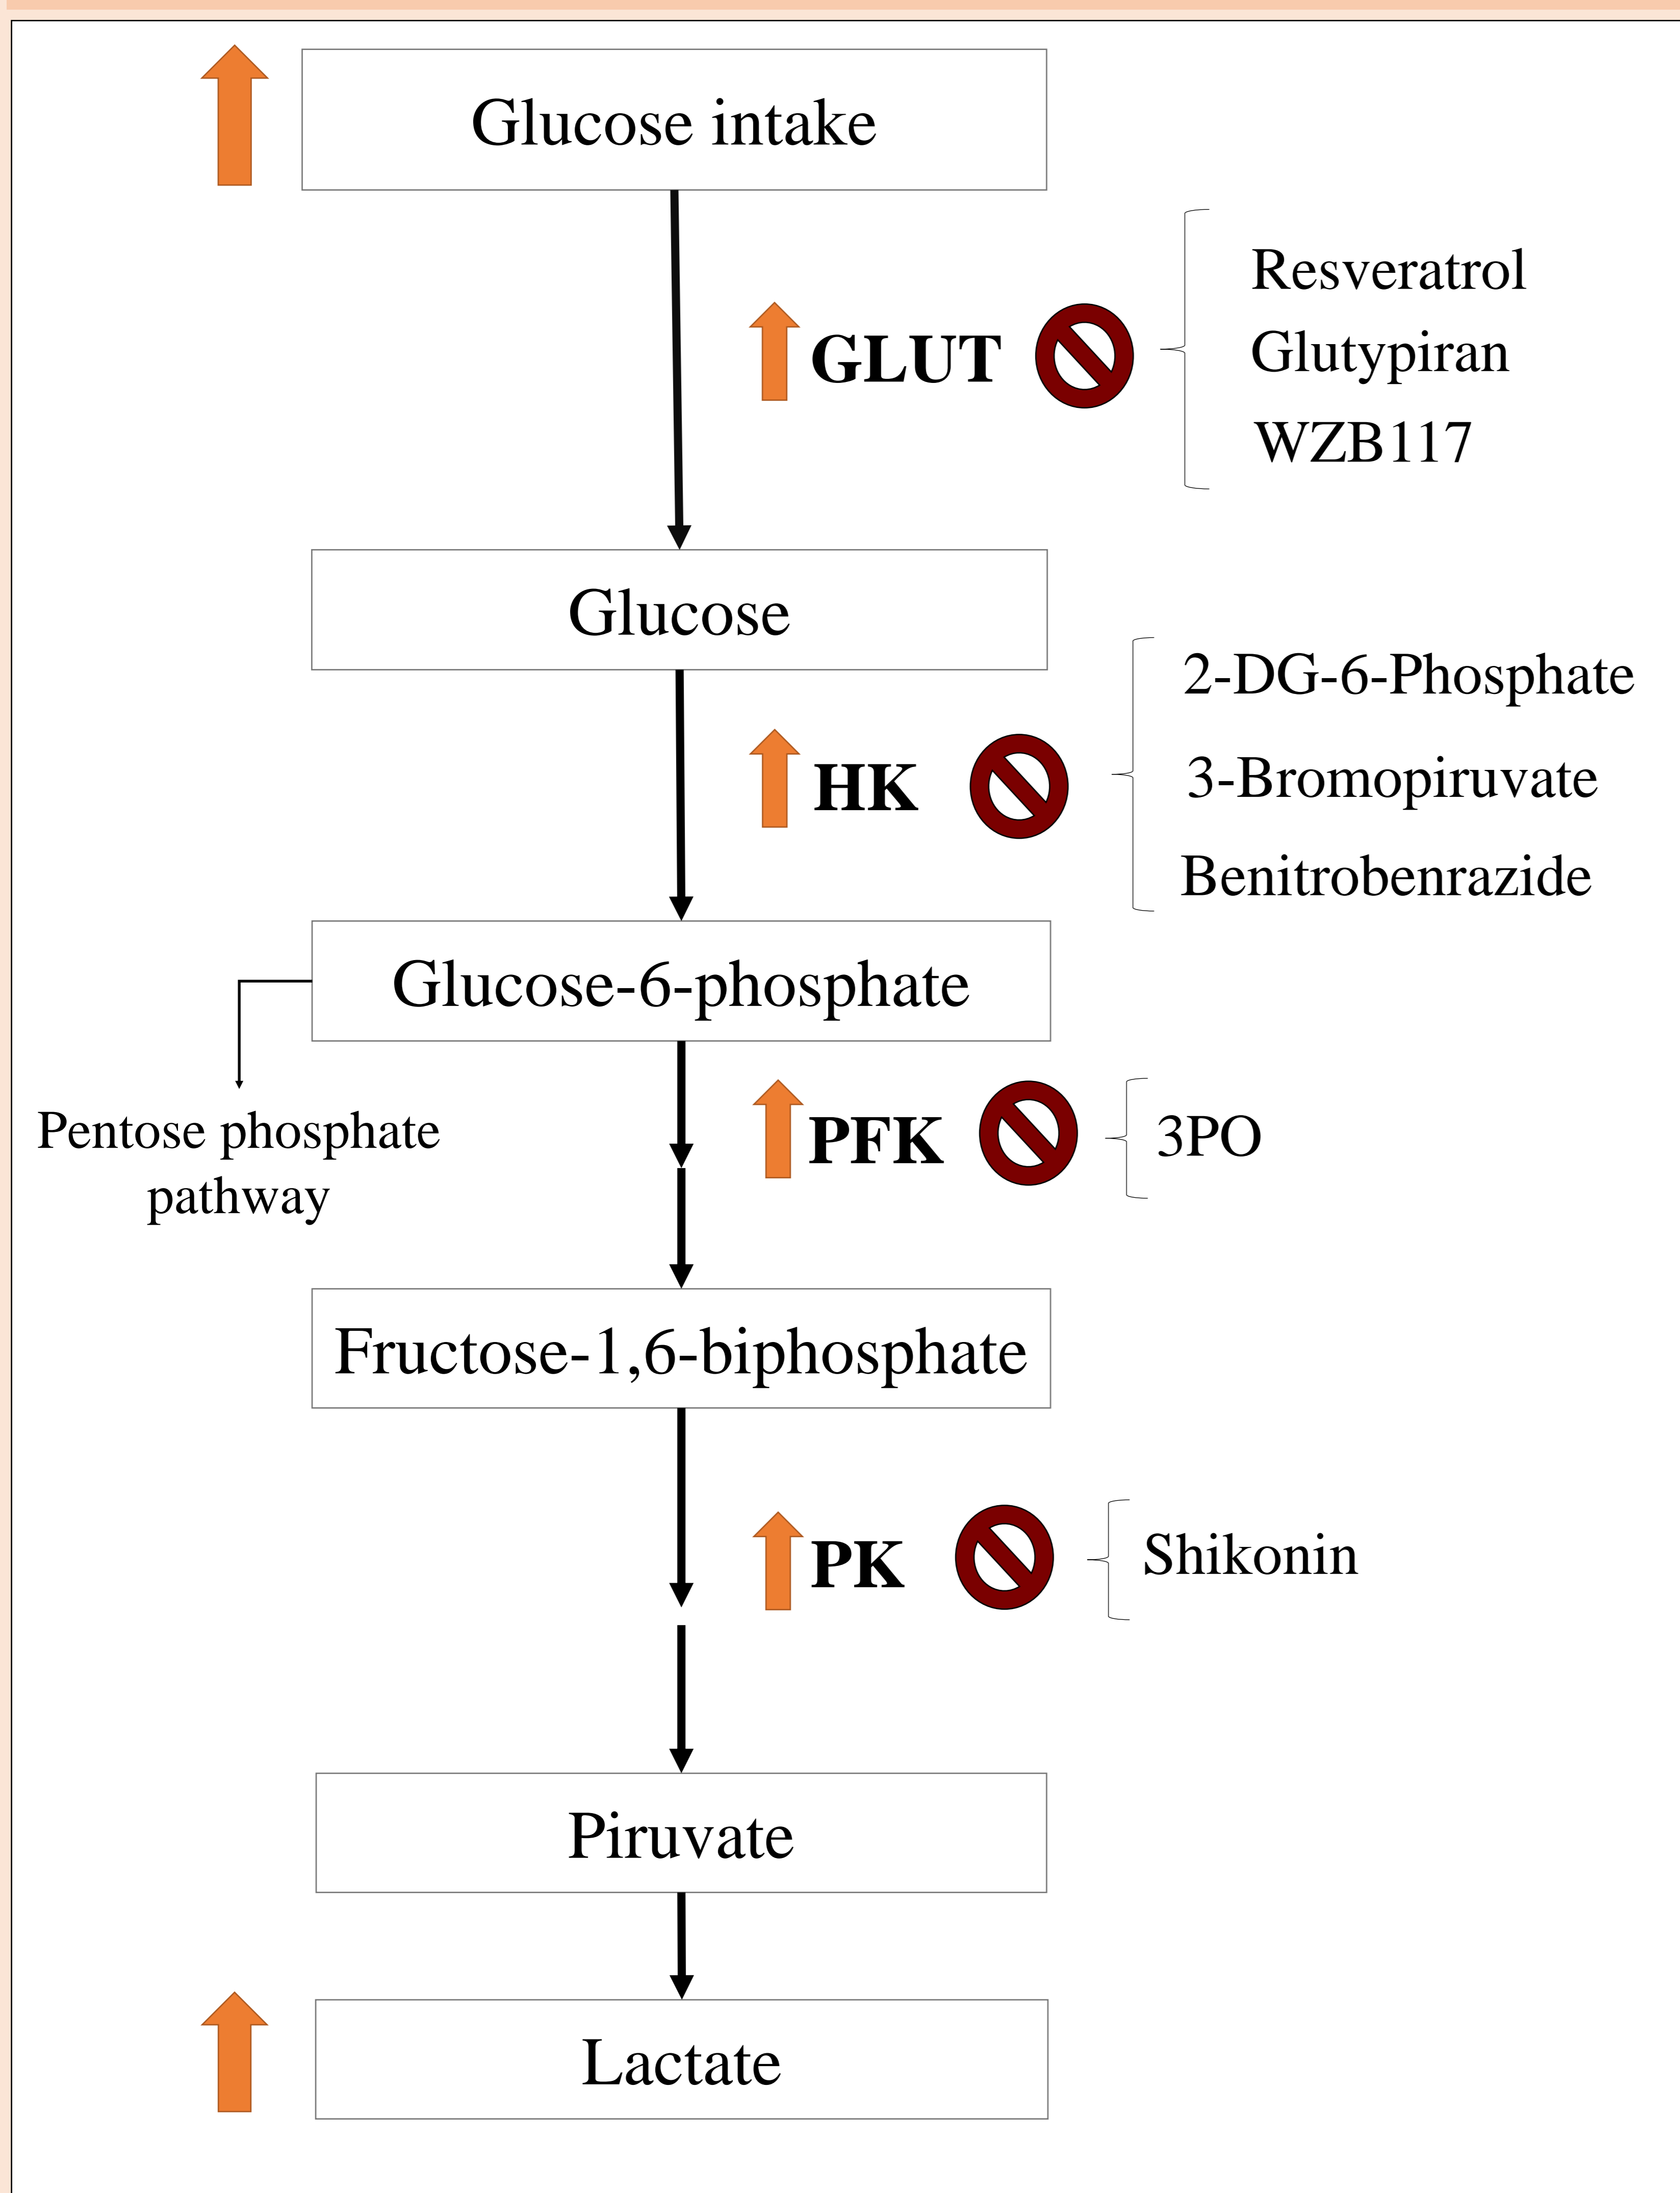 Glucose intake
Resveratrol
GLUT
Glutypiran
WZB117
Glucose
2-DG-6-Phosphate
HK
3-Bromopiruvate
Benitrobenrazide
Glucose-6-phosphate
Pentose phosphate
pathway
PFK
3PO
Fructose-1,6-biphosphate
PK
Shikonin
Piruvate
Lactate